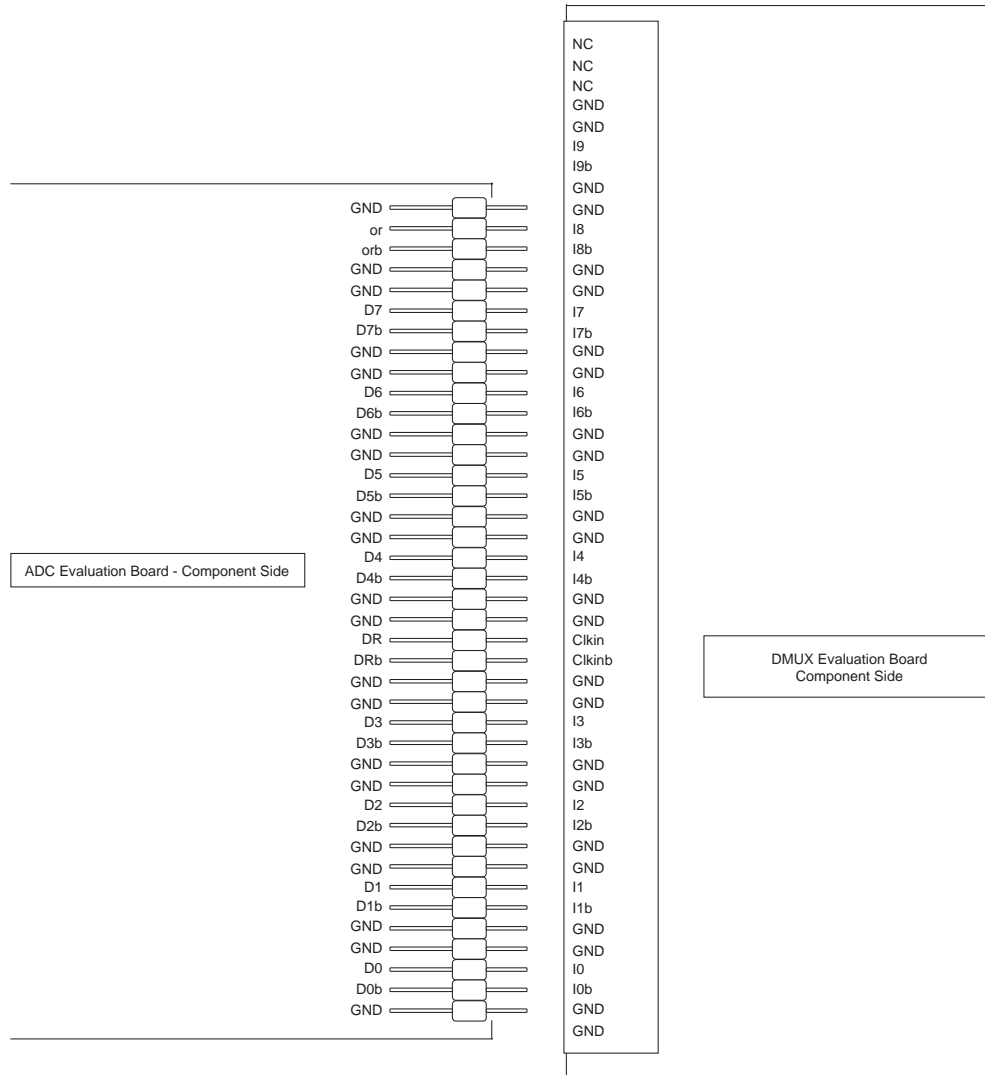 NC
NC
NC
GND
GND
I9
I9b
GND
GND GND
or I8
orb I8b
GND GND
GND GND
D7 I7
D7b I7b
GND GND
GND GND
D6 I6
D6b I6b
GND GND
GND GND
D5 I5
D5b I5b
GND GND
GND GND
D4 I4
ADC Evaluation Board - Component Side
D4b I4b
GND GND
GND GND
DR Clkin
DRb Clkinb
DMUX Evaluation Board
Component Side
GND GND
GND GND
D3 I3
D3b I3b
GND GND
GND GND
D2 I2
D2b I2b
GND GND
GND GND
D1 I1
D1b I1b
GND GND
GND GND
D0 I0
D0b I0b
GND GND
GND